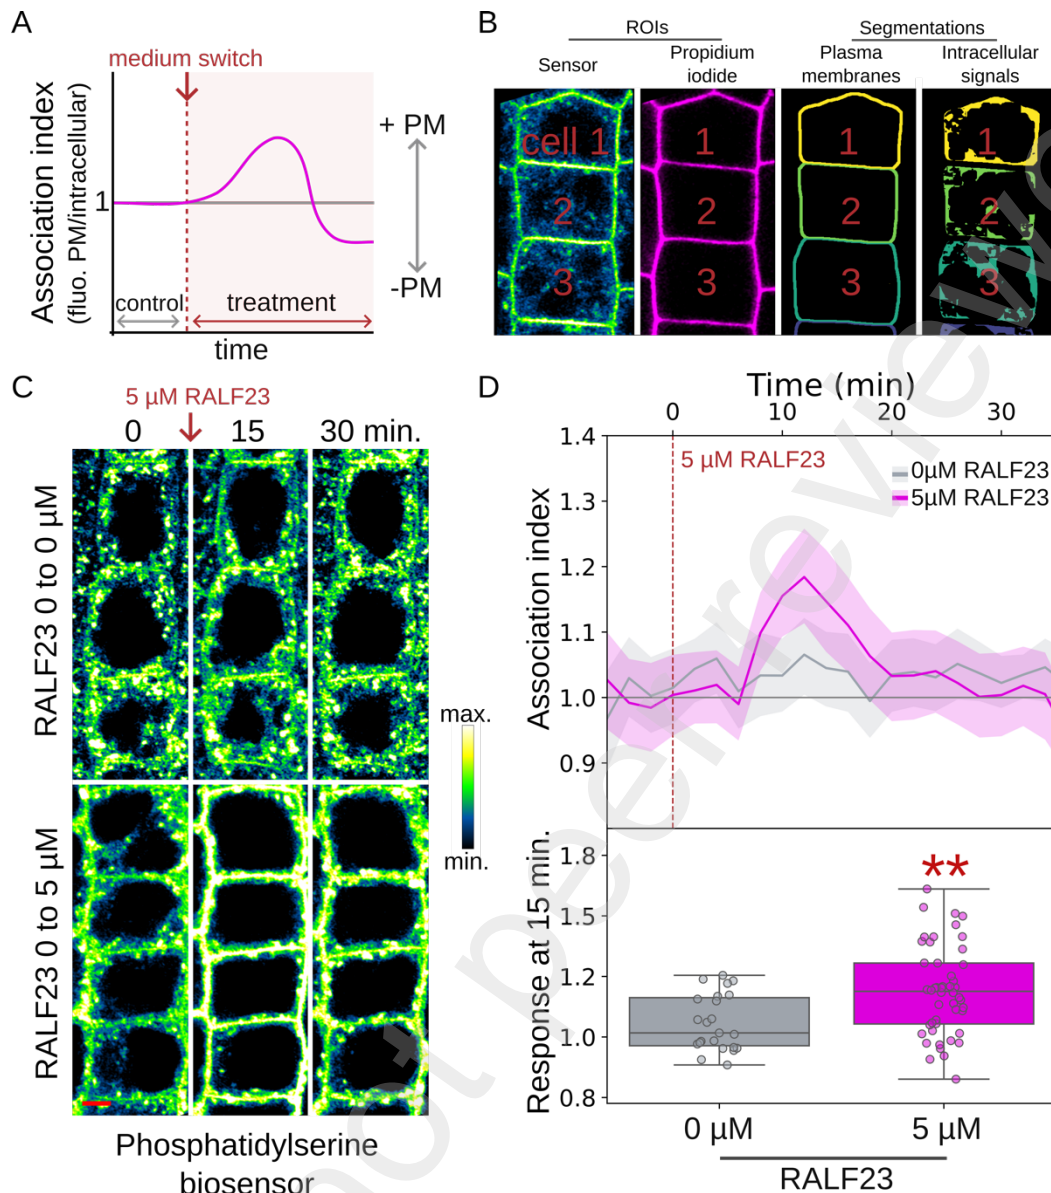 A
medium switch
Association index
(fluo. PM/intracellular)
1
+ PM
-PM
control
treatment
time
B
ROIs
Segmentations
Sensor
Propidium
iodide
Plasma
membranes
Intracellular
signals
cell 1
1
1
1
2
2
2
2
3
3
3
3
C
5 µM RALF23
0
15
30 min.
RALF23 0 to 0 µM
RALF23 0 to 5 µM
max.
min.
Phosphatidylserine
biosensor
D
Time (min)
0
10
20
30
1.4
1.3
1.2
1.1
1.0
0.9
Association index
5 µM RALF23
0µM RALF23
5µM RALF23
Response at 15 min.
1.8
1.5
1.2
1.0
0.8
**
0 µM
5 µM
RALF23
not peer review